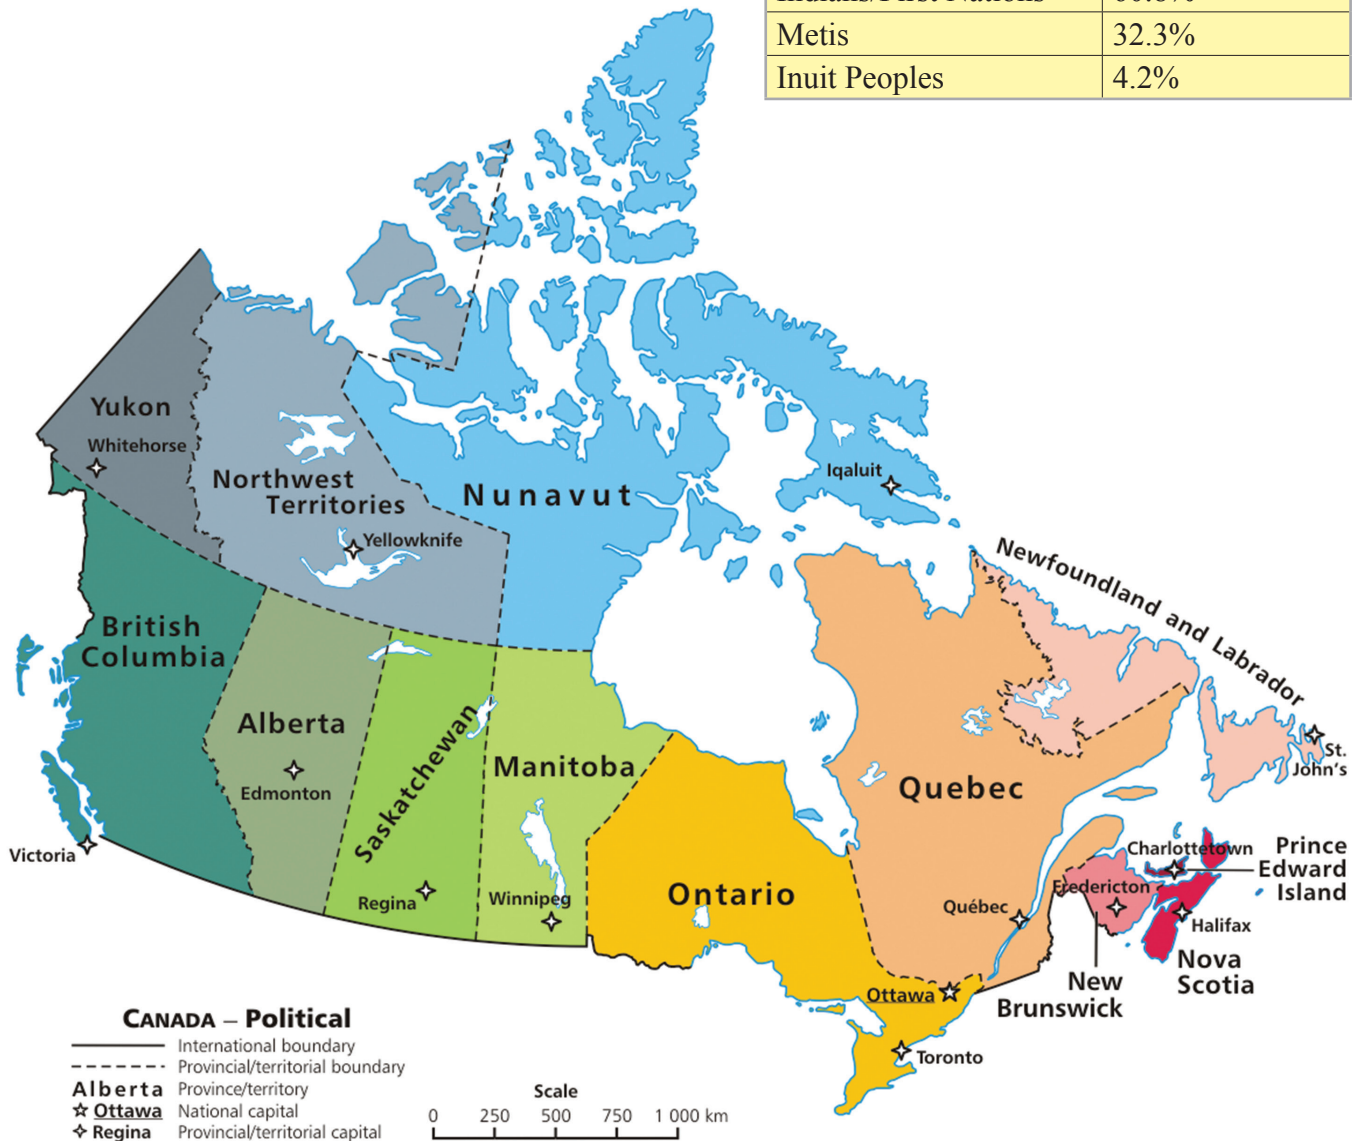 Metis 32.3%
Inuit Peoples 4.2%
Yukon
Whitehorse
Northwest
Territories
Yellowknife
Nunavut
Iqaluit
Newfoundland and Labrador
British
Columbia
Alberta
Edmonton
Saskatchewan
Manitoba
Quebec
St.
John's
Victoria
Regina
Winnipeg
Ontario
Québec
Charlottetown
Prince
Edward
Island
Fredericton
Halifax
Nova
Scotia
New
Brunswick
Ottawa
Toronto
CANADA – Political
International boundary
Provincial/territorial boundary
Alberta Province/territory
Ottawa National capital
Regina Provincial/territorial capital
Scale
0 250 500 750 1 000 km